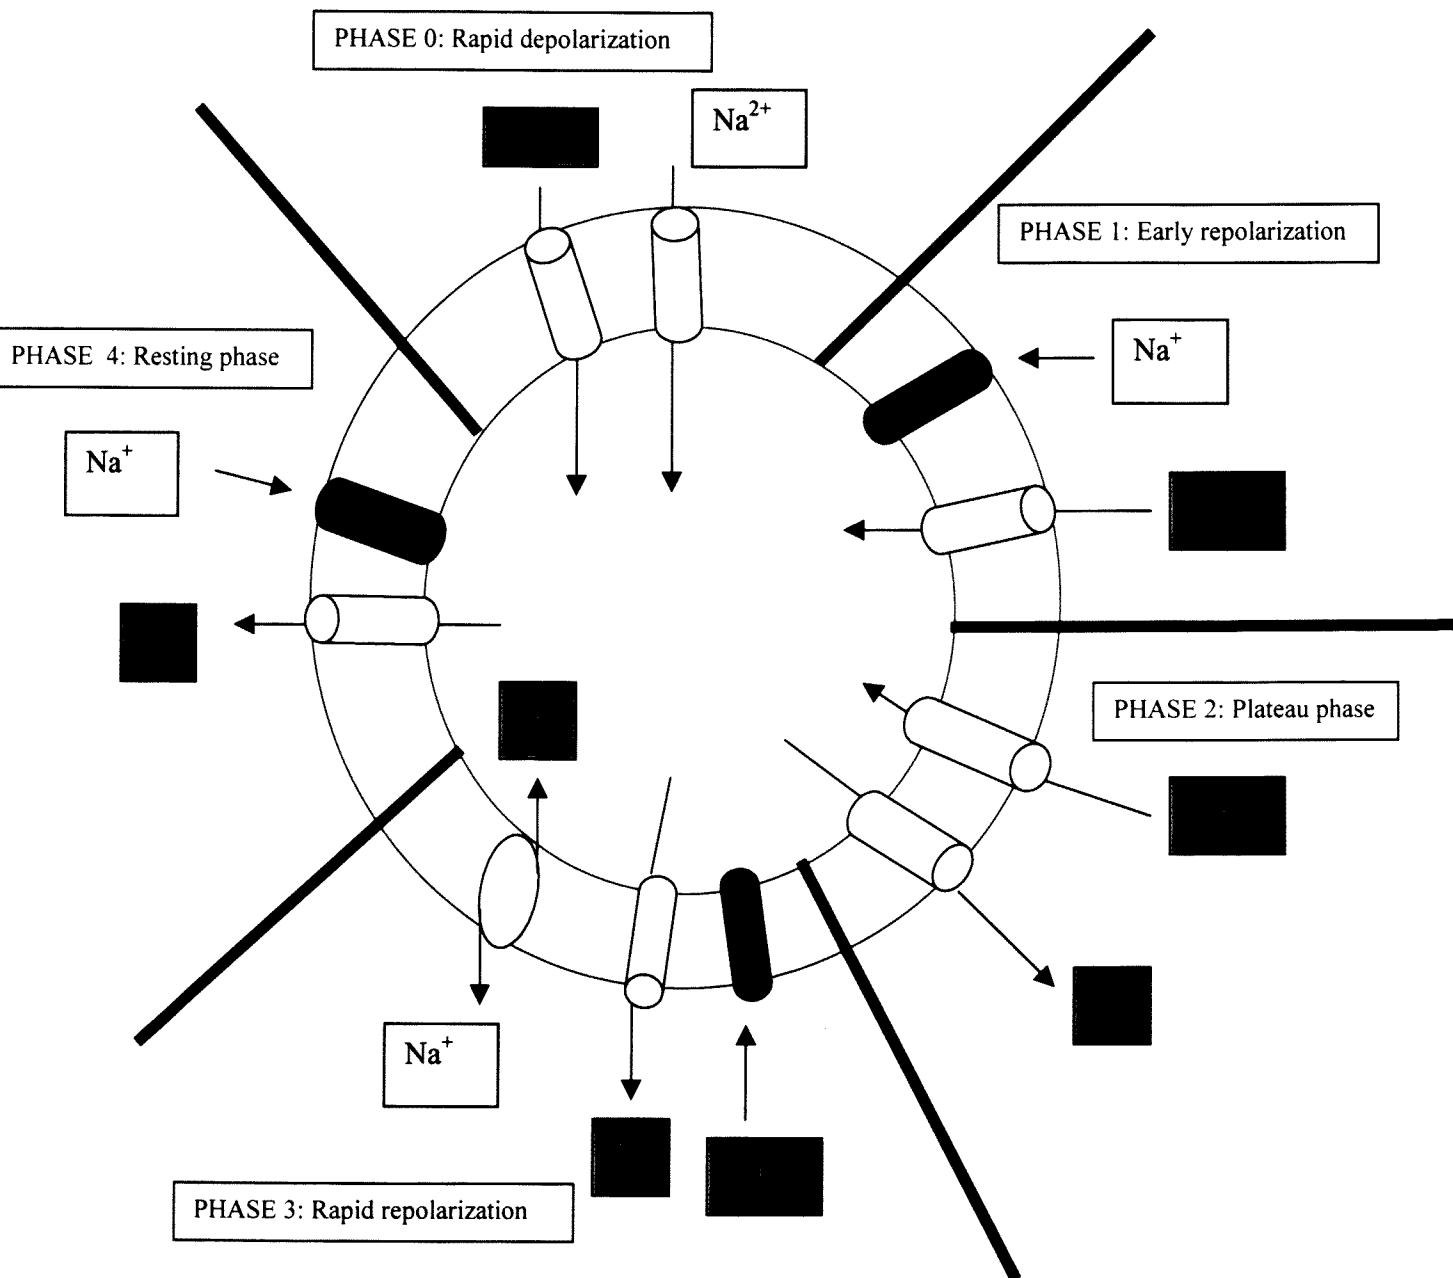 PHASE 0: Rapid depolarization
Na²⁺
PHASE 1: Early repolarization
PHASE 4: Resting phase
Na⁺
Na⁺
PHASE 2: Plateau phase
Na⁺
PHASE 3: Rapid repolarization